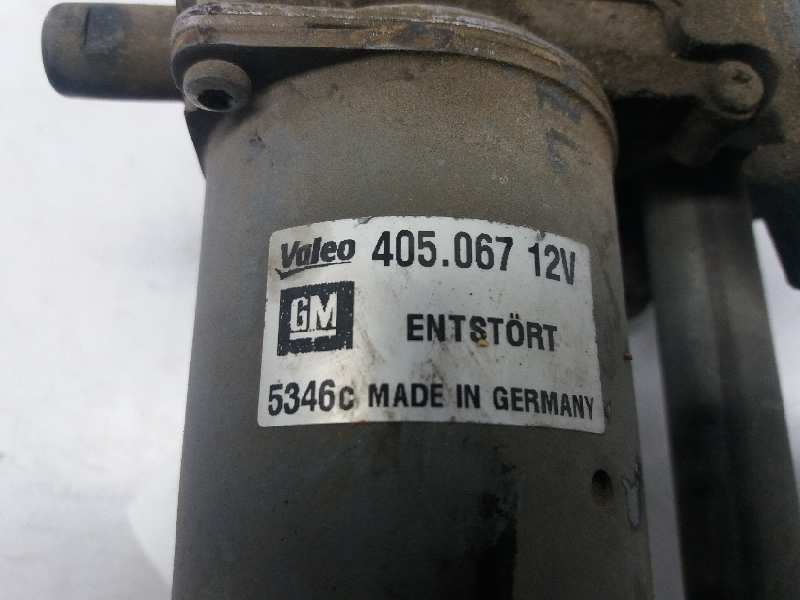 Valeo 405.067 12V
GM ENTSTÖRT
5346c MADE IN GERMANY